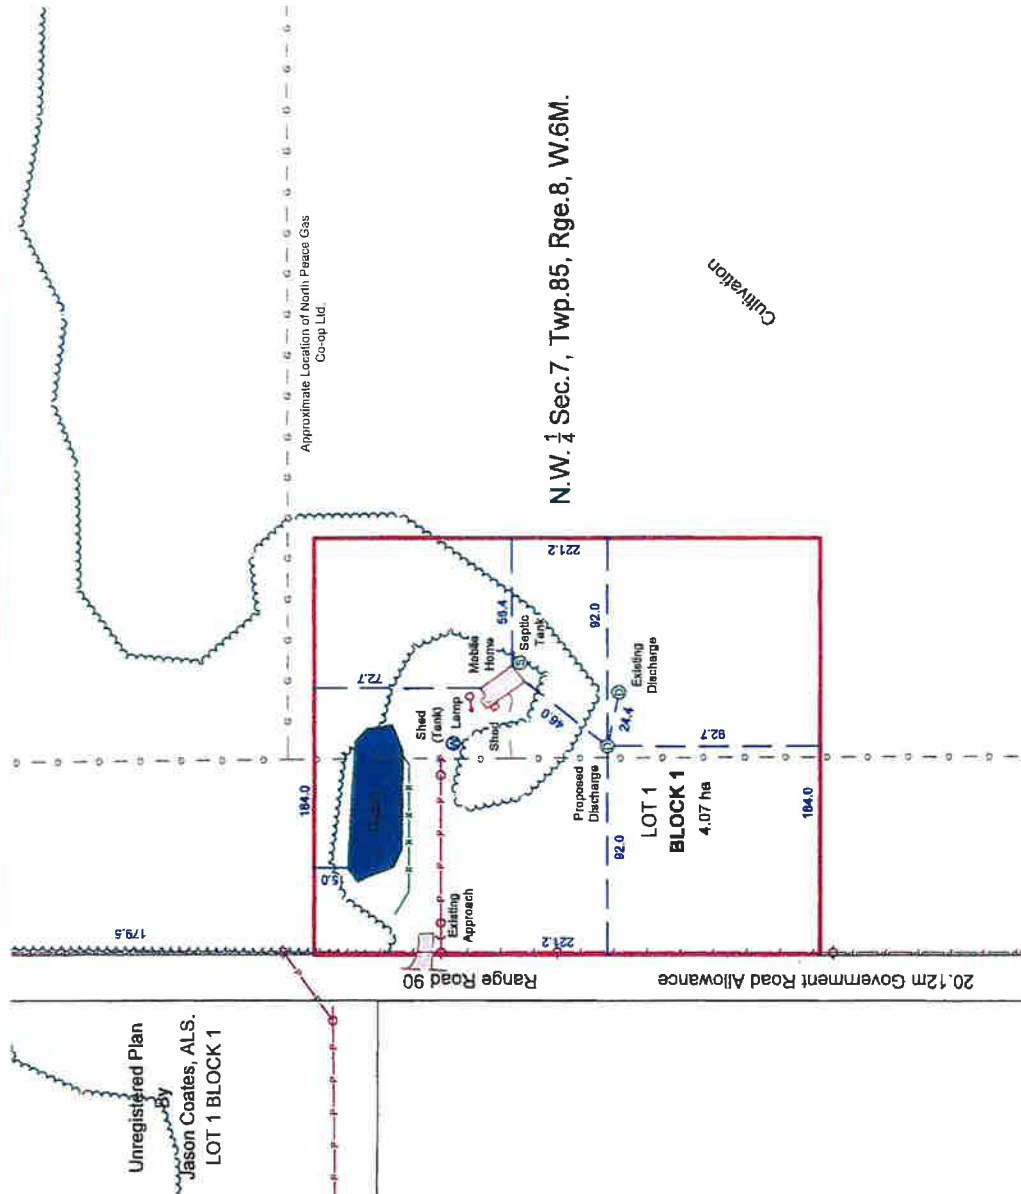 Approximate Location of North Peace Gas
Co-op Ltd.
N.W. 1/4 Sec.7, Twp.85, Rge.8, W.6M.
Cultivation
179.5
184.0
72.7
Mobile
Home
Septic
Tank
S
56.4
221.2
Shed
(Tank)
Lamp
W
Shed
46.0
92.0
Existing
Discharge
D
24.4
Proposed
Discharge
D
92.7
92.0
LOT 1
BLOCK 1
4.07 ha
184.0
Existing
Approach
221.2
Range Road 90
20.12m Government Road Allowance
Unregistered Plan
By
Jason Coates, ALS.
LOT 1 BLOCK 1